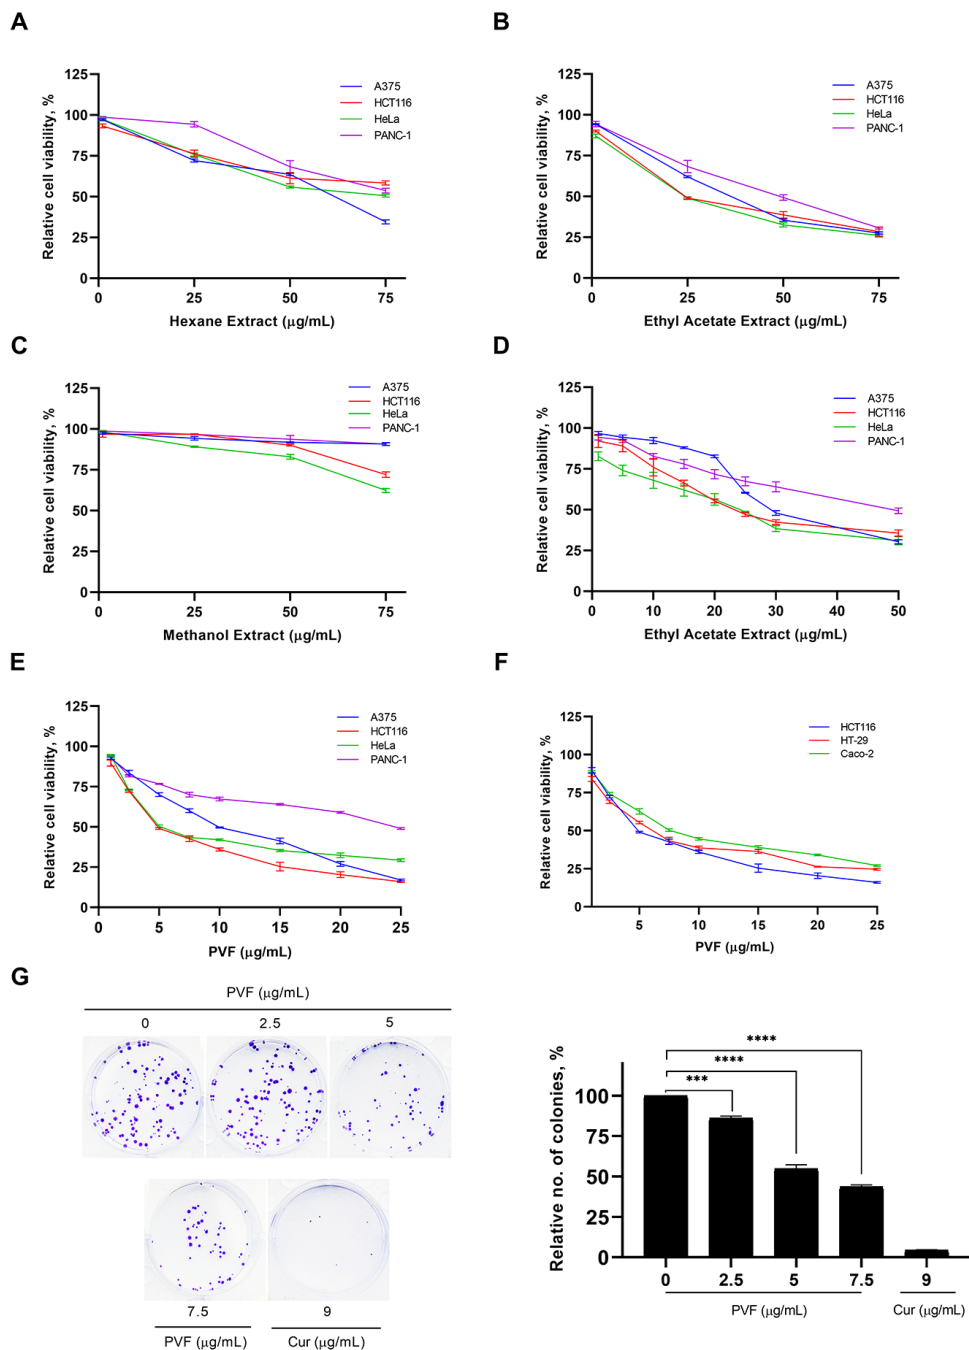 A
Relative cell viability, %
125
100
75
50
25
0
0 25 50 75
Hexane Extract (μg/mL)
A375
HCT116
HeLa
PANC-1
B
Relative cell viability, %
125
100
75
50
25
0
0 25 50 75
Ethyl Acetate Extract (μg/mL)
A375
HCT116
HeLa
PANC-1
C
Relative cell viability, %
125
100
75
50
25
0
0 25 50 75
Methanol Extract (μg/mL)
A375
HCT116
HeLa
PANC-1
D
Relative cell viability, %
125
100
75
50
25
0
0 10 20 30 40 50
Ethyl Acetate Extract (μg/mL)
A375
HCT116
HeLa
PANC-1
E
Relative cell viability, %
125
100
75
50
25
0
0 5 10 15 20 25
PVF (μg/mL)
A375
HCT116
HeLa
PANC-1
F
Relative cell viability, %
125
100
75
50
25
0
5 10 15 20 25
PVF (μg/mL)
HCT116
HT-29
Caco-2
G
PVF (μg/mL)
0 2.5 5
7.5 9
PVF (μg/mL) Cur (μg/mL)
Relative no. of colonies, %
100
75
50
25
0
****
****
***
0 2.5 5 7.5 9
PVF (μg/mL) Cur (μg/mL)